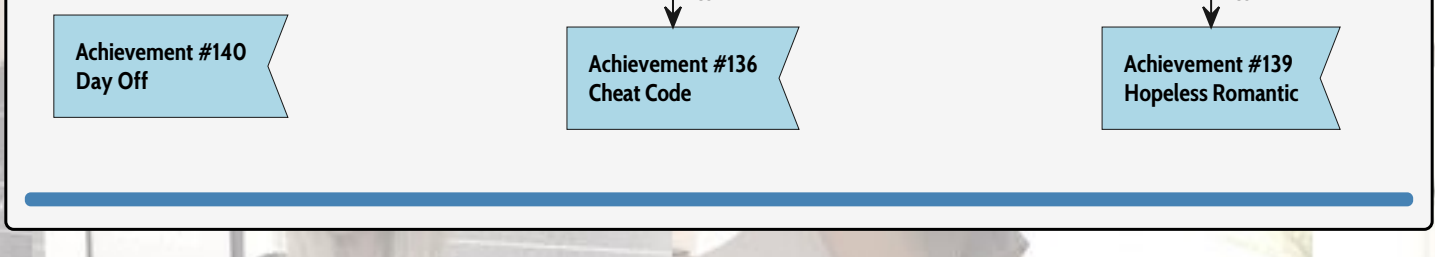 Achievement #140
Day Off
Achievement #136
Cheat Code
Achievement #139
Hopeless Romantic